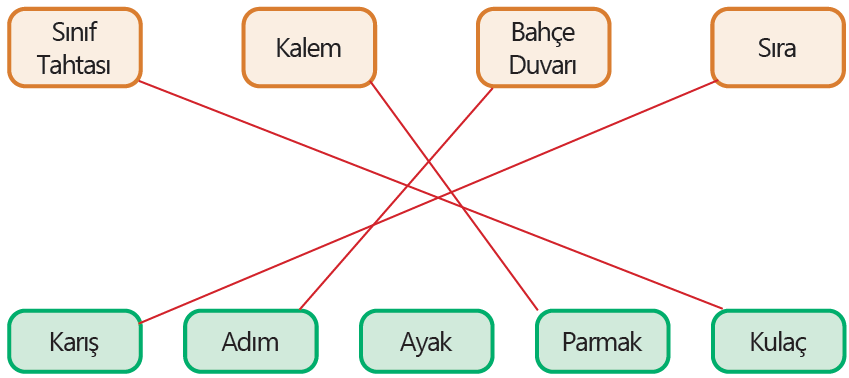 Sınıf
Tahtası
Kalem
Bahçe
Duvarı
Sıra
Karış
Adım
Ayak
Parmak
Kulaç